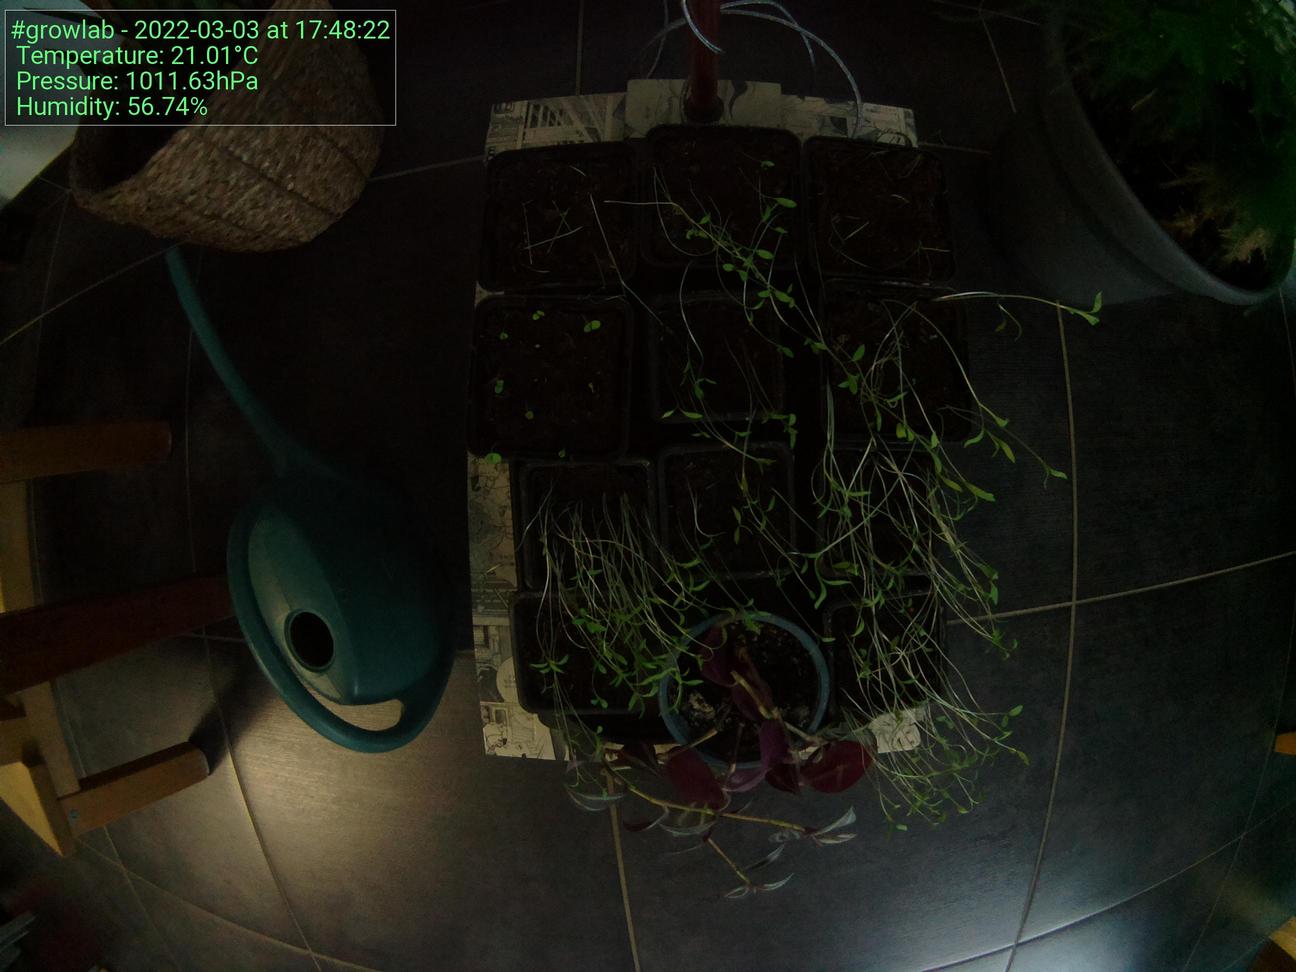 #growlab - 2022-03-03 at 17:48:22
Temperature: 21.01°C
Pressure: 1011.63hPa
Humidity: 56.74%